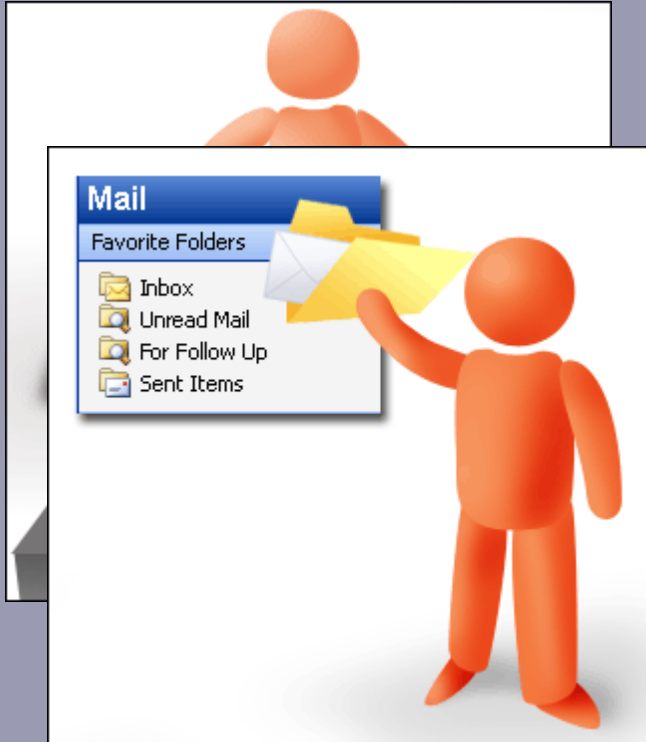 Mail
Favorite Folders
Inbox
Unread Mail
For Follow Up
Sent Items